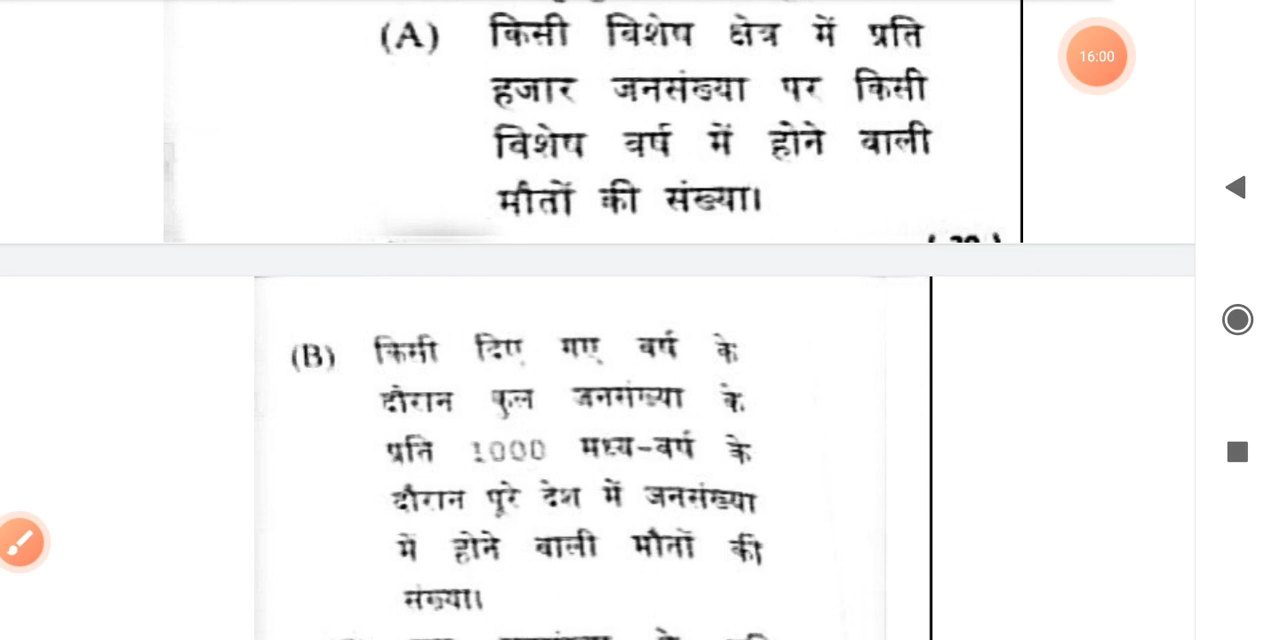 (A) किसी विशेष क्षेत्र में प्रति
हजार जनसंख्या पर किसी
विशेष वर्ष में होने वाली
मौतों की संख्या।
16:00
(B) किसी दिए गए वर्ष के
दौरान कुल जनसंख्या के
प्रति 1000 मध्य-वर्ष के
दौरान पूरे देश में जनसंख्या
में होने वाली मौतों की
संख्या।